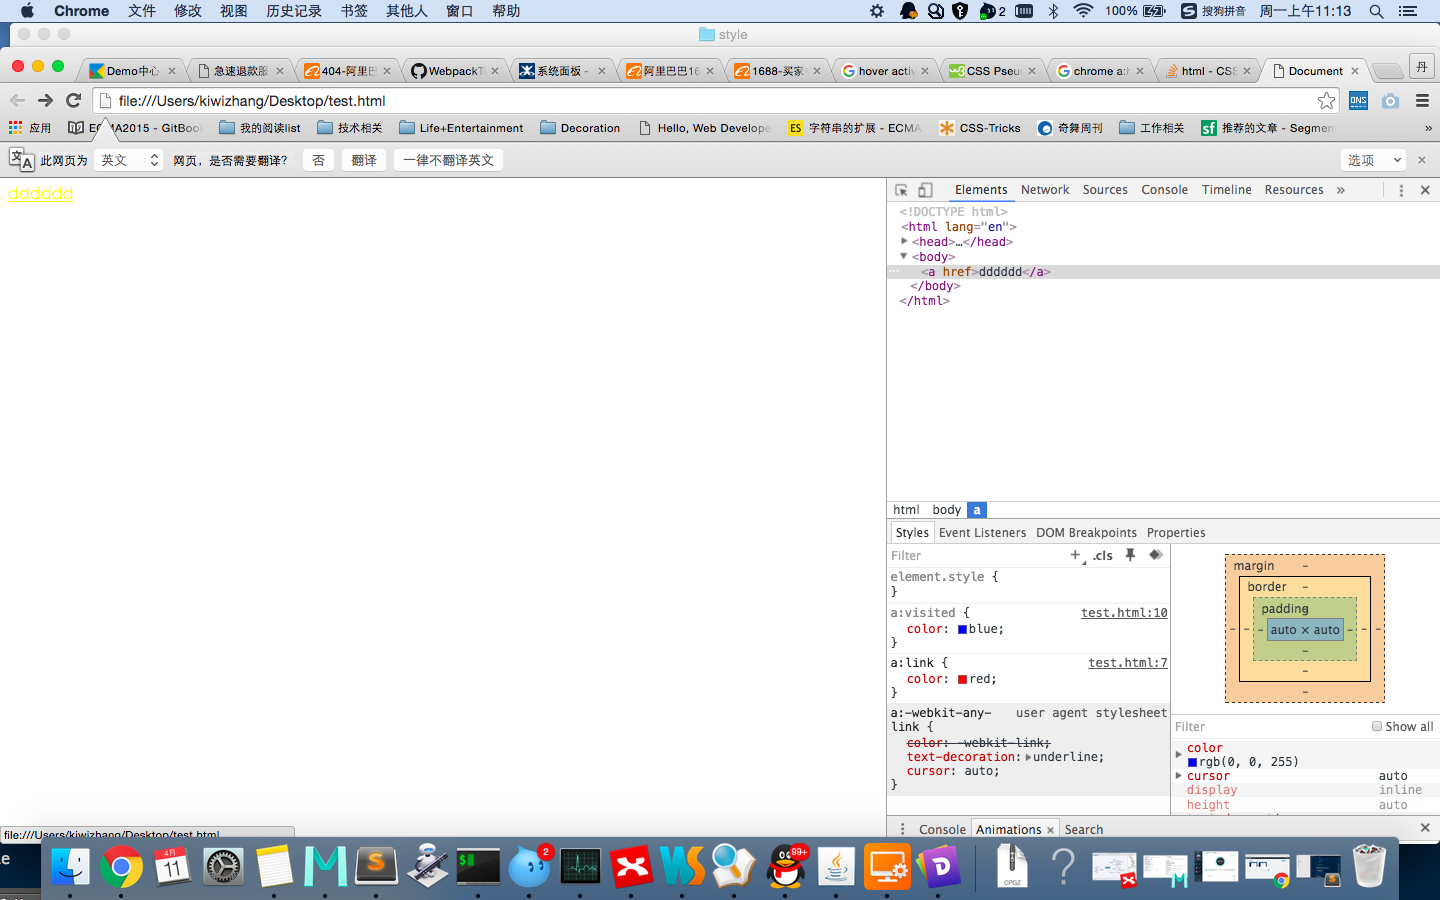 Chrome 文件 修改 视图 历史记录 书签 其他人 窗口 帮助 2 100% 搜狗拼音 周一上午11:13
style
Demo中心 急速退款服 404-阿里巴 WebpackT 系统面板 - 阿里巴巴16 1688-买家 hover activ CSS Pseu chrome a:h html - CSS Document 丹
file:///Users/kiwizhang/Desktop/test.html
应用 ECMA2015 - GitBook 我的阅读list 技术相关 Life+Entertainment Decoration Hello, Web Develope ES 字符串的扩展 - ECMA CSS-Tricks 奇舞周刊 工作相关 sf 推荐的文章 - Segmen »
此网页为 英文 网页，是否需要翻译？ 否 翻译 一律不翻译英文 选项 ×
dddddd
Elements Network Sources Console Timeline Resources »
<!DOCTYPE html>
<html lang="en">
<head>…</head>
<body>
<a href>dddddd</a>
</body>
</html>
html body a
Styles Event Listeners DOM Breakpoints Properties
Filter + .cls
element.style {
}
a:visited { test.html:10
color: blue;
}
a:link { test.html:7
color: red;
}
a:-webkit-any- user agent stylesheet
link {
color: -webkit-link;
text-decoration: underline;
cursor: auto;
}
margin -
border -
padding -
- - - auto × auto - - -
-
-
-
Filter Show all
color
rgb(0, 0, 255)
cursor auto
display inline
height auto
Console Animations × Search
file:///Users/kiwizhang/Desktop/test.html
4月
11
2
99+
CPGZ